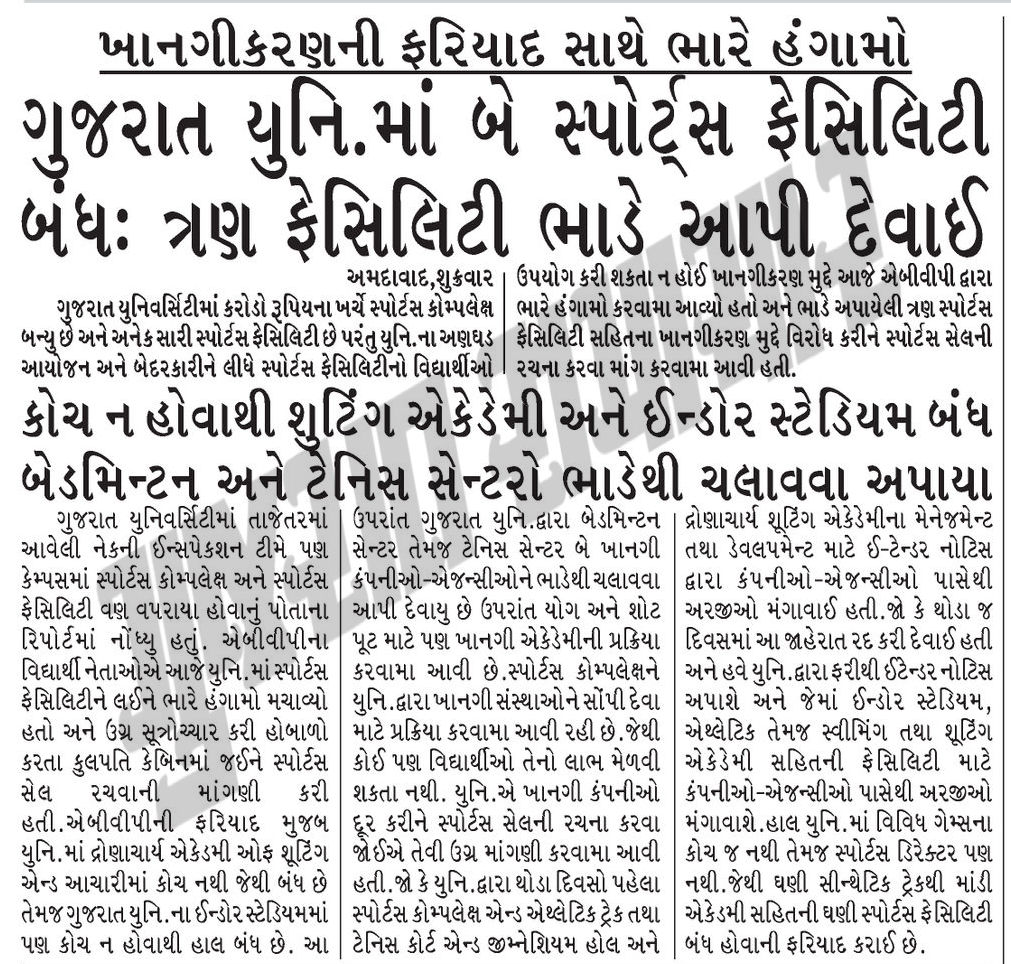 ખાનગીકરણની ફરિયાદ સાથે ભારે હંગામો
ગુજરાત યુનિ.માં બે સ્પોર્ટ્સ ફેસિલિટી
બંધઃ ત્રણ ફેસિલિટી ભાડે આપી દેવાઈ
અમદાવાદ,શુક્રવાર
ગુજરાત યુનિવર્સિટીમાં કરોડો રૂપિયના ખર્ચે સ્પોર્ટસ કોમ્પલેક્ષ
બન્યુ છે અને અનેક સારી સ્પોર્ટસ ફેસિલિટી છે પરંતુ યુનિ.ના અણઘડ
આયોજન અને બેદરકારીને લીધે સ્પોર્ટસ ફેસિલિટીનો વિદ્યાર્થીઓ
ઉપયોગ કરી શકતા ન હોઈ ખાનગીકરણ મુદ્દે આજે એબીવીપી દ્વારા
ભારે હંગામો કરવામા આવ્યો હતો અને ભાડે અપાયેલી ત્રણ સ્પોર્ટસ
ફેસિલિટી સહિતના ખાનગીકરણ મુદ્દે વિરોધ કરીને સ્પોર્ટસ સેલની
રચના કરવા માંગ કરવામા આવી હતી.
કોચ ન હોવાથી શુટિંગ એકેડેમી અને ઈન્ડોર સ્ટેડિયમ બંધ
બેડમિન્ટન અને ટેનિસ સેન્ટરો ભાડેથી ચલાવવા અપાયા
ગુજરાત યુનિવર્સિટીમાં તાજેતરમાં
આવેલી નેકની ઈન્સપેકશન ટીમે પણ
કેમ્પસમાં સ્પોર્ટસ કોમ્પલેક્ષ અને સ્પોર્ટસ
ફેસિલિટી વણ વપરાયા હોવાનું પોતાના
રિપોર્ટમાં નોંધ્યુ હતું. એબીવીપીના
વિદ્યાર્થી નેતાઓએ આજે યુનિ.માં સ્પોર્ટસ
ફેસિલિટીને લઈને ભારે હંગામો મચાવ્યો
હતો અને ઉગ્ર સૂત્રોચ્ચાર કરી હોબાળો
કરતા કુલપતિ કેબિનમાં જઈને સ્પોર્ટસ
સેલ રચવાની માંગણી કરી
હતી.એબીવીપીની ફરિયાદ મુજબ
યુનિ.માં દ્રોણાચાર્ય એકેડમી ઓફ શૂટિંગ
એન્ડ આચારીમાં કોચ નથી જેથી બંધ છે
તેમજ ગુજરાત યુનિ.ના ઈન્ડોર સ્ટેડિયમમાં
પણ કોચ ન હોવાથી હાલ બંધ છે. આ
ઉપરાંત ગુજરાત યુનિ.દ્વારા બેડમિન્ટન
સેન્ટર તેમજ ટેનિસ સેન્ટર બે ખાનગી
કંપનીઓ-એજન્સીઓને ભાડેથી ચલાવવા
આપી દેવાયુ છે ઉપરાંત યોગ અને શોટ
પૂટ માટે પણ ખાનગી એકેડેમીની પ્રક્રિયા
કરવામા આવી છે.સ્પોર્ટસ કોમ્પલેક્ષને
યુનિ.દ્વારા ખાનગી સંસ્થાઓને સોંપી દેવા
માટે પ્રક્રિયા કરવામા આવી રહી છે.જેથી
કોઈ પણ વિદ્યાર્થીઓ તેનો લાભ મેળવી
શકતા નથી. યુનિ.એ ખાનગી કંપનીઓ
દૂર કરીને સ્પોર્ટસ સેલની રચના કરવા
જોઈએ તેવી ઉગ્ર માંગણી કરવામા આવી
હતી.જો કે યુનિ.દ્વારા થોડા દિવસો પહેલા
સ્પોર્ટસ કોમ્પલેક્ષ એન્ડ એથ્લેટિક ટ્રેક તથા
ટેનિસ કોર્ટ એન્ડ જીમ્નેશિયમ હોલ અને
દ્રોણાચાર્ય શૂટિંગ એકેડેમીના મેનેજમેન્ટ
તથા ડેવલપમેન્ટ માટે ઈ-ટેન્ડર નોટિસ
દ્વારા કંપનીઓ-એજન્સીઓ પાસેથી
અરજીઓ મંગાવાઈ હતી.જો કે થોડા જ
દિવસમાં આ જાહેરાત રદ કરી દેવાઈ હતી
અને હવે યુનિ.દ્વારા ફરીથી ઈટેન્ડર નોટિસ
અપાશે અને જેમાં ઈન્ડોર સ્ટેડિયમ,
એથ્લેટિક તેમજ સ્વીમિંગ તથા શૂટિંગ
એકેડેમી સહિતની ફેસિલિટી માટે
કંપનીઓ-એજન્સીઓ પાસેથી અરજીઓ
મંગાવાશે.હાલ યુનિ.માં વિવિધ ગેમ્સના
કોચ જ નથી તેમજ સ્પોર્ટસ ડિરેક્ટર પણ
નથી.જેથી ઘણી સીન્થેટિક ટ્રેકથી માંડી
એકેડમી સહિતની ઘણી સ્પોર્ટસ ફેસિલિટી
બંધ હોવાની ફરિયાદ કરાઈ છે.
ગુજરાત સમાચાર